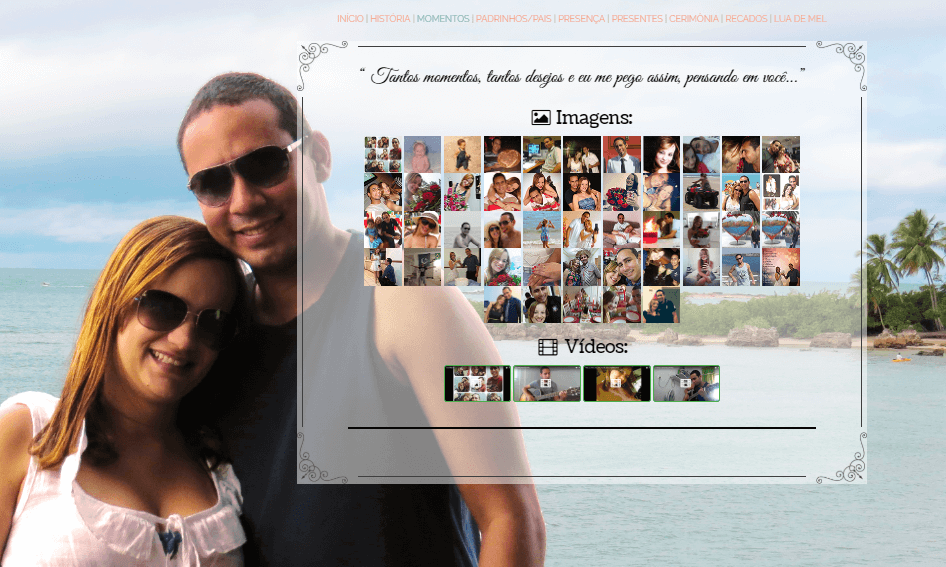 INÍCIO | HISTÓRIA | MOMENTOS | PADRINHOS/PAIS | PRESENÇA | PRESENTES | CERIMÔNIA | RECADOS | LUA DE MEL
“ Tantos momentos, tantos desejos e eu me pego assim, pensando em você...”
Imagens:
Vídeos: